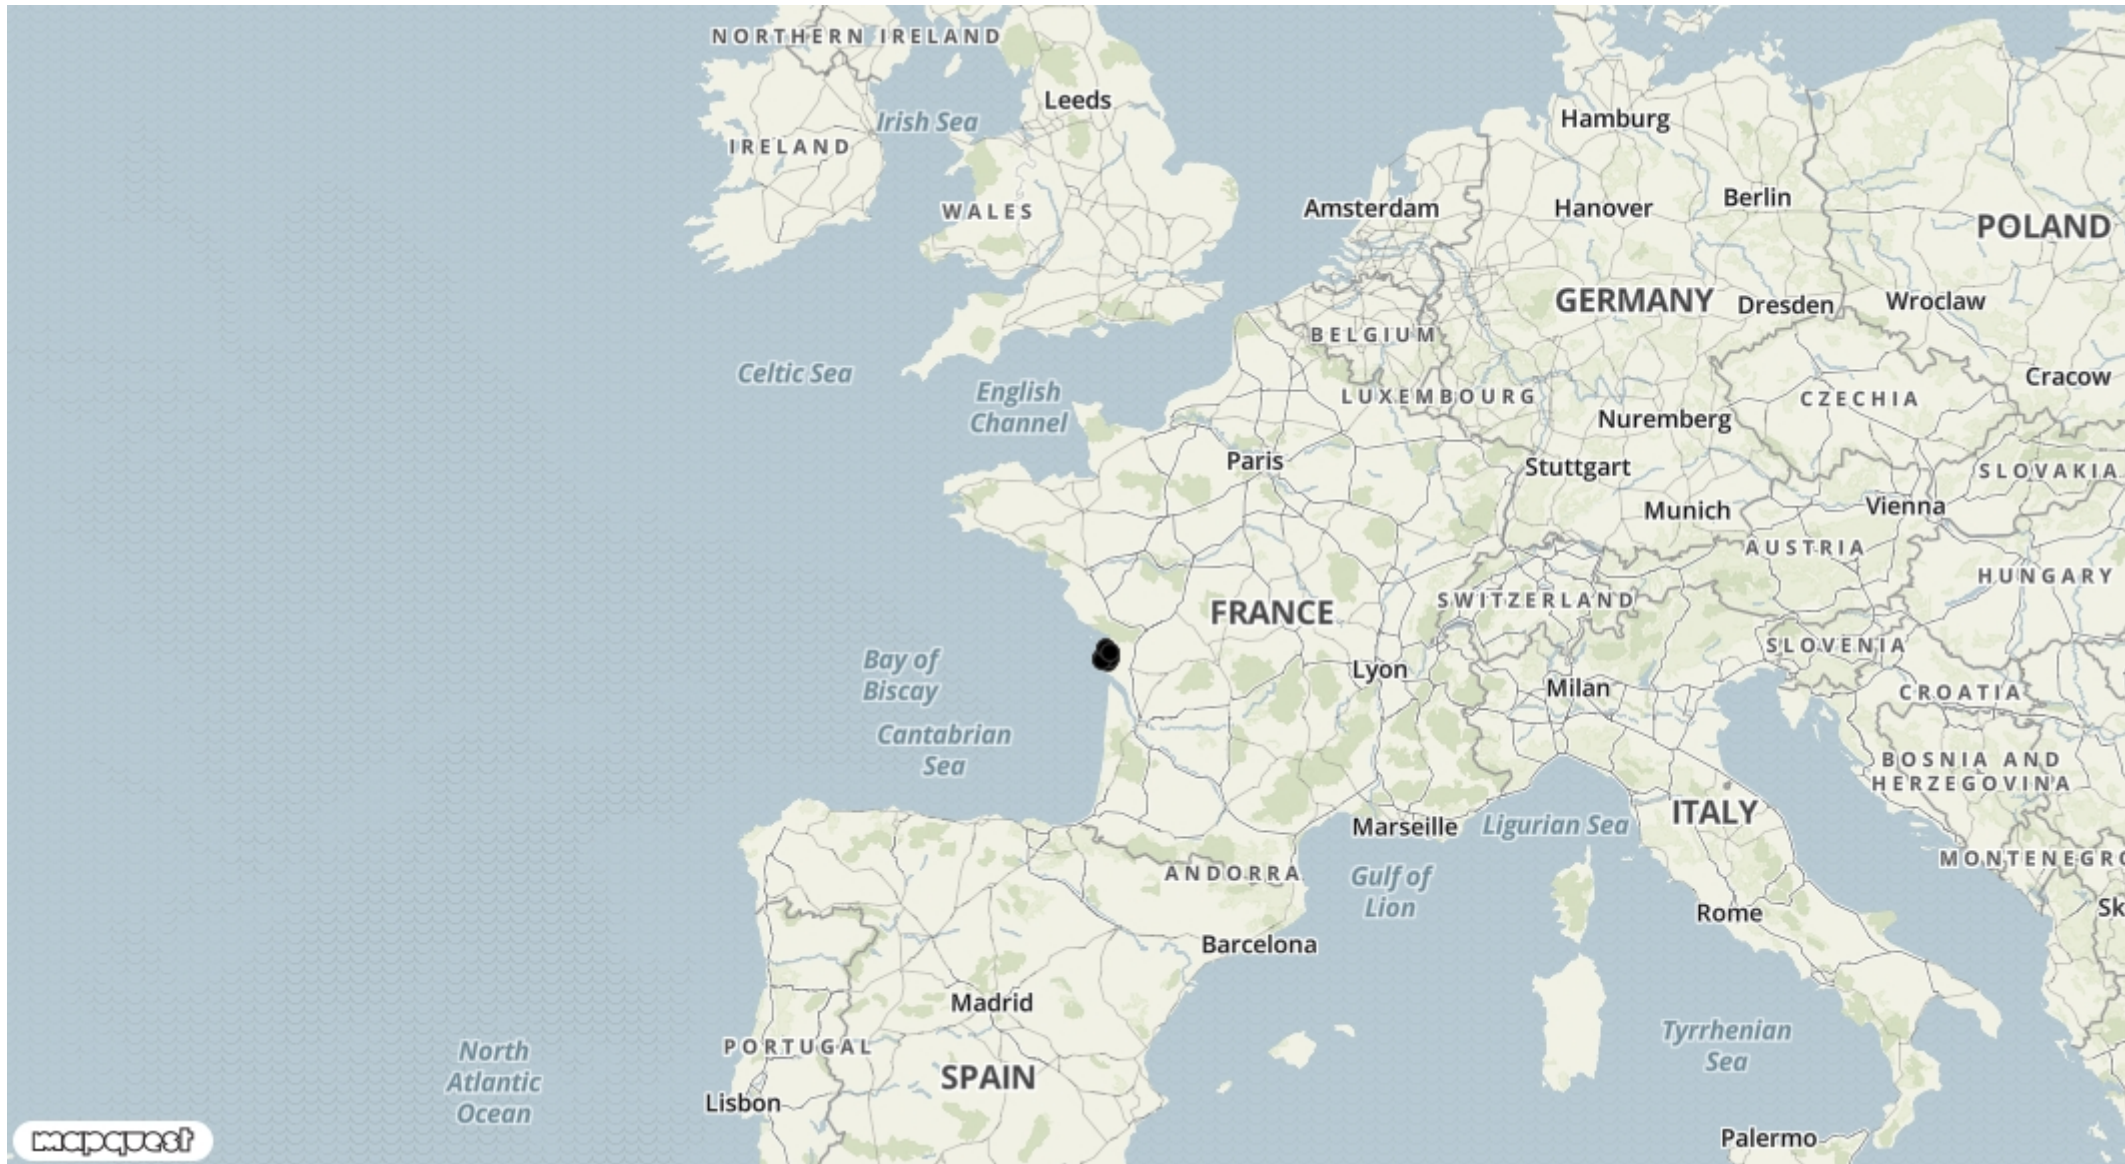 NORTHERN IRELAND
Leeds
Irish Sea
IRELAND
Hamburg
WALES
Amsterdam
Hanover
Berlin
POLAND
GERMANY
Dresden
Wroclaw
BELGIUM
Celtic Sea
English
Channel
LUXEMBOURG
Cracow
CZECHIA
Nuremberg
Paris
Stuttgart
SLOVAKIA
Munich
Vienna
AUSTRIA
HUNGARY
FRANCE
SWITZERLAND
SLOVENIA
Bay of
Biscay
Lyon
Milan
CROATIA
Cantabrian
Sea
BOSNIA AND
HERZEGOVINA
ITALY
Marseille
Ligurian Sea
MONTENEGRO
ANDORRA
Gulf of
Lion
Rome
Sk
Barcelona
Madrid
Tyrrhenian
Sea
PORTUGAL
North
Atlantic
Ocean
SPAIN
Lisbon
mapquest
Palermo